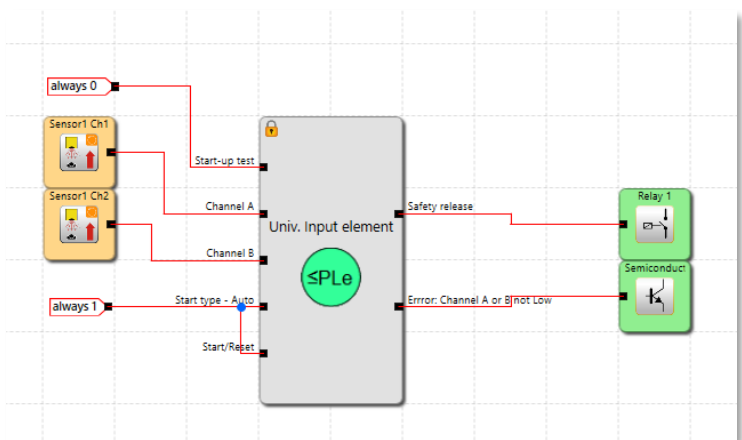 always 0
Sensor1 Ch1
Start-up test
Sensor1 Ch2
Channel A
Safety release
Relay 1
Univ. Input element
Channel B
≤PLe
Semiconduct
always 1
Start type - Auto
Errror: Channel A or B not Low
Start/Reset